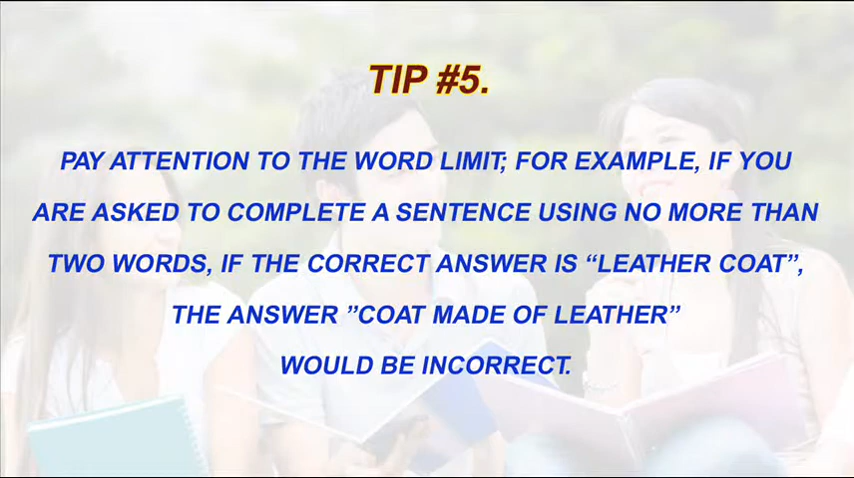 TIP #5.
PAY ATTENTION TO THE WORD LIMIT; FOR EXAMPLE, IF YOU
ARE ASKED TO COMPLETE A SENTENCE USING NO MORE THAN
TWO WORDS, IF THE CORRECT ANSWER IS “LEATHER COAT”,
THE ANSWER ”COAT MADE OF LEATHER”
WOULD BE INCORRECT.